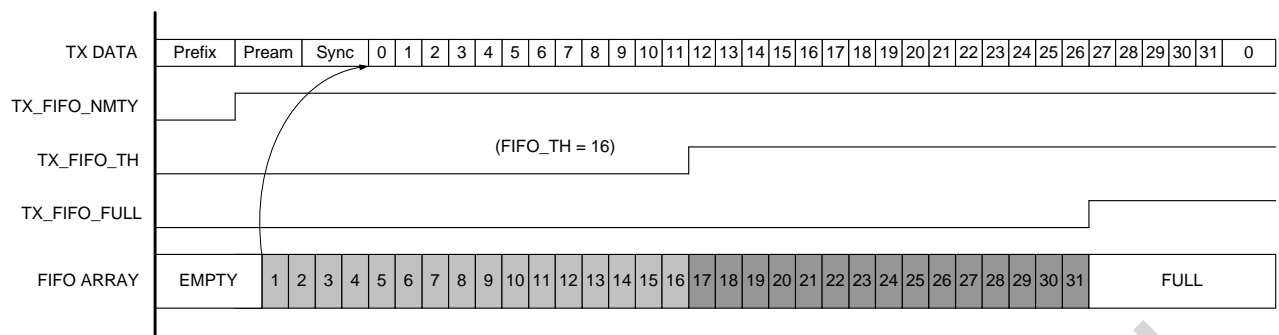 TX DATA Prefix Pream Sync 0 1 2 3 4 5 6 7 8 9 10 11 12 13 14 15 16 17 18 19 20 21 22 23 24 25 26 27 28 29 30 31 0
TX_FIFO_NMTY
TX_FIFO_TH (FIFO_TH = 16)
TX_FIFO_FULL
FIFO ARRAY EMPTY 1 2 3 4 5 6 7 8 9 10 11 12 13 14 15 16 17 18 19 20 21 22 23 24 25 26 27 28 29 30 31 FULL